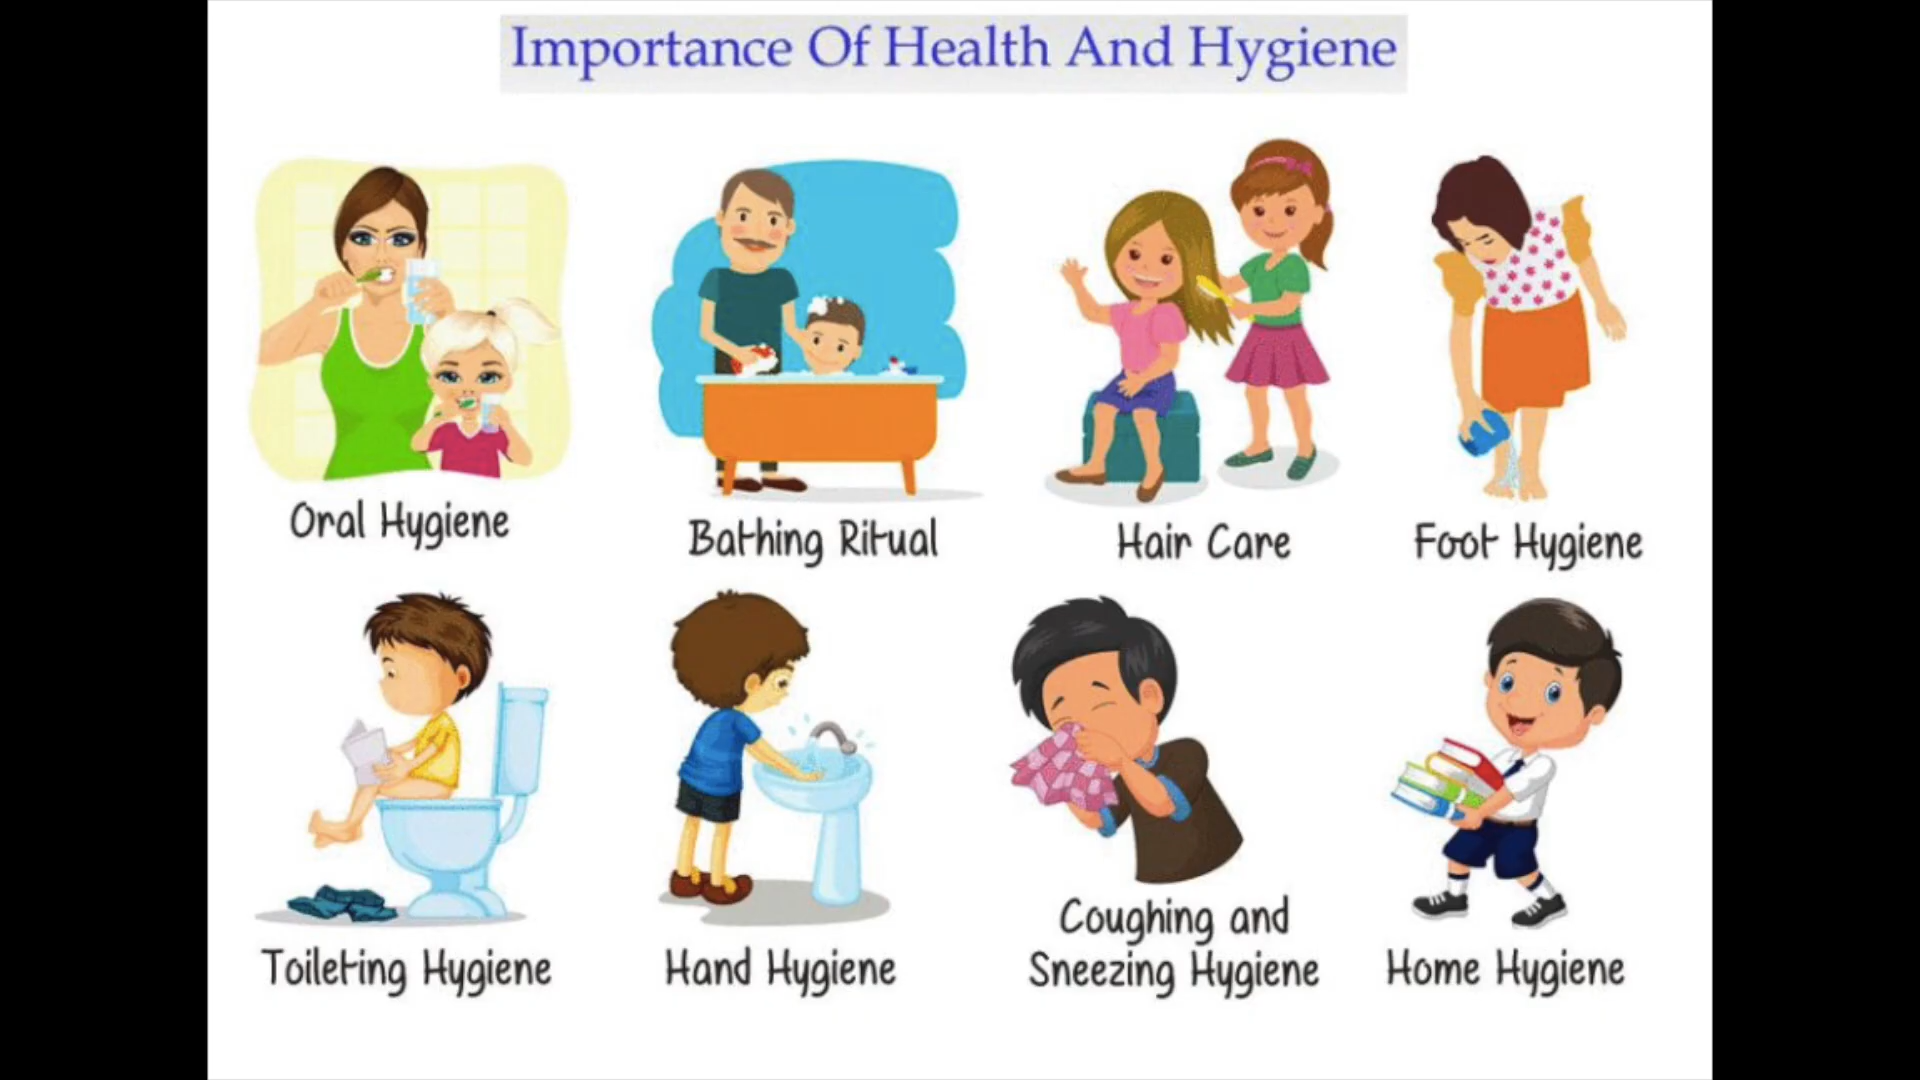 Importance Of Health And Hygiene
Oral Hygiene
Bathing Ritual
Hair Care
Foot Hygiene
Toileting Hygiene
Hand Hygiene
Coughing and
Sneezing Hygiene
Home Hygiene